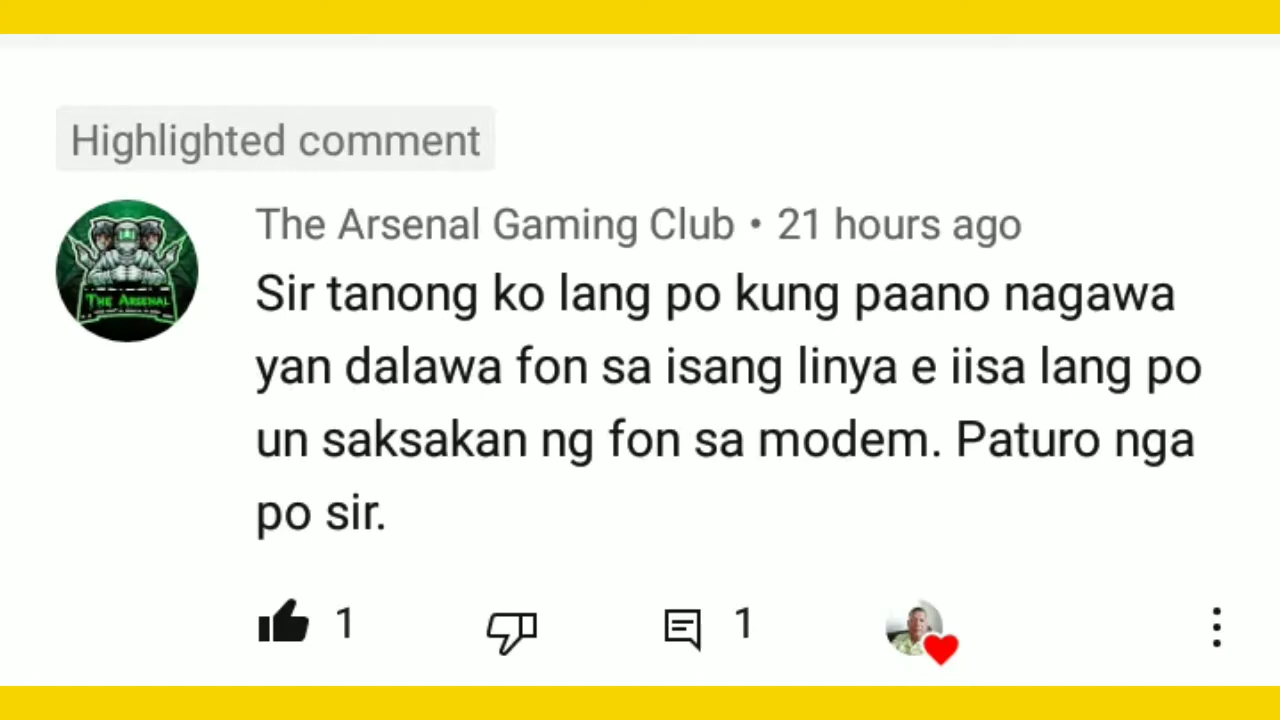 Highlighted comment
The Arsenal Gaming Club • 21 hours ago
Sir tanong ko lang po kung paano nagawa
yan dalawa fon sa isang linya e iisa lang po
un saksakan ng fon sa modem. Paturo nga
po sir.
1 1
THE ARSENAL